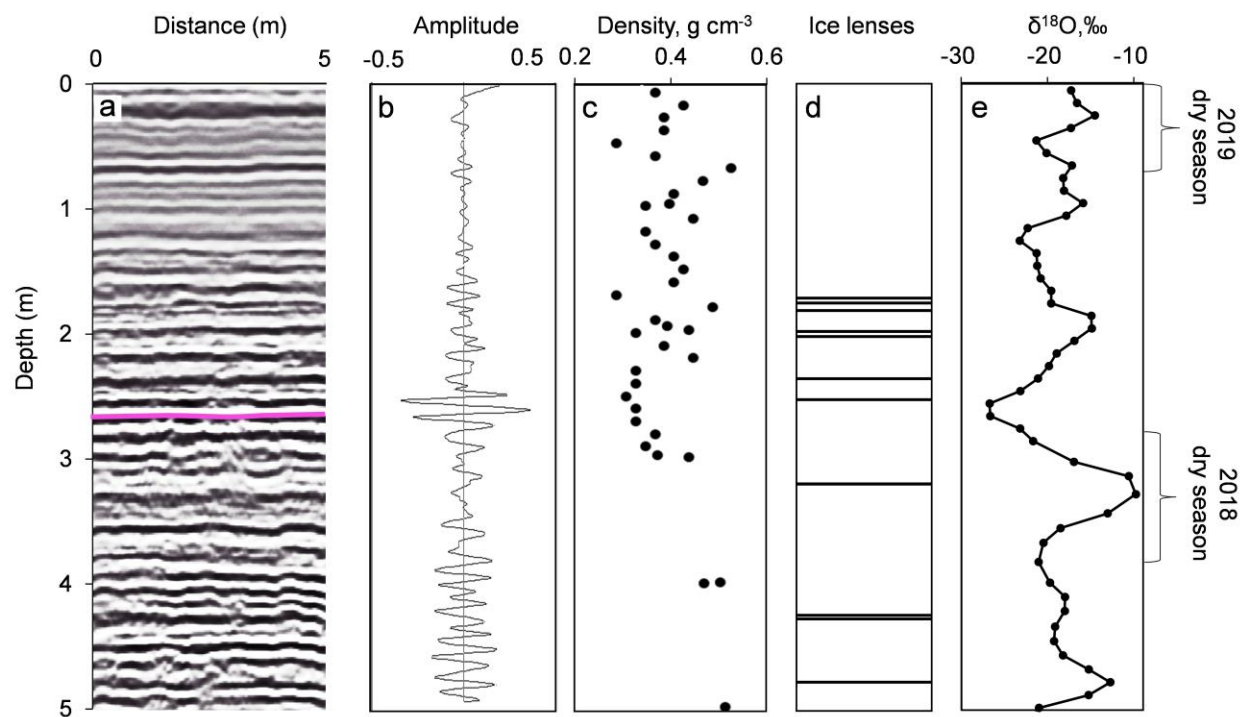 Distance (m)
0 5
Amplitude
-0.5 0.5
Density, g cm-3
0.2 0.4 0.6
Ice lenses
δ18O,‰
-30 -20 -10
Depth (m)
0
1
2
3
4
5
a
b
c
d
e
2019
dry season
2018
dry season